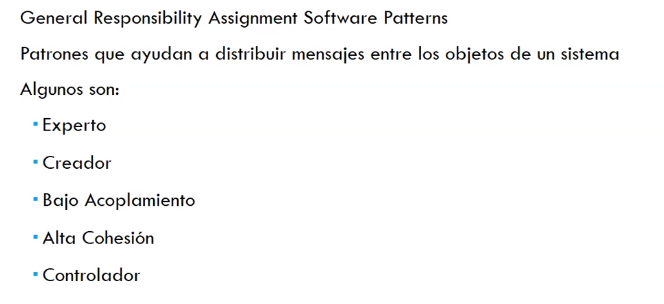 General Responsibility Assignment Software Patterns
Patrones que ayudan a distribuir mensajes entre los objetos de un sistema
Algunos son:
▪ Experto
▪ Creador
▪ Bajo Acoplamiento
▪ Alta Cohesión
▪ Controlador